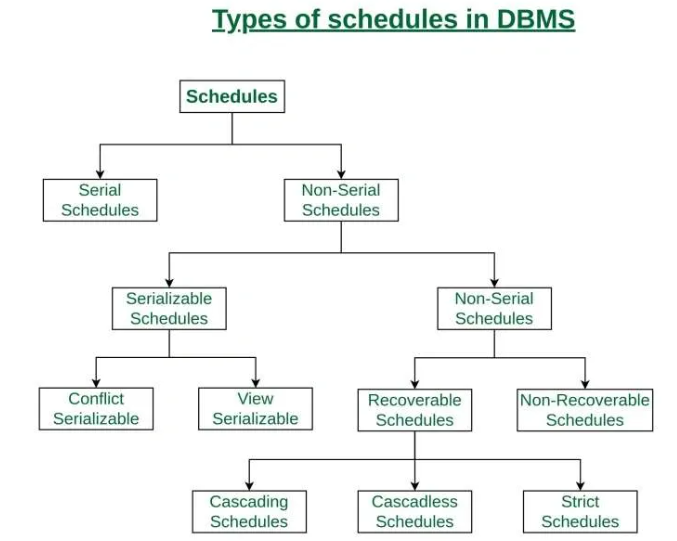 Types of schedules in DBMS
Schedules
Serial
Schedules
Non-Serial
Schedules
Serializable
Schedules
Non-Serial
Schedules
Conflict
Serializable
View
Serializable
Recoverable
Schedules
Non-Recoverable
Schedules
Cascading
Schedules
Cascadless
Schedules
Strict
Schedules